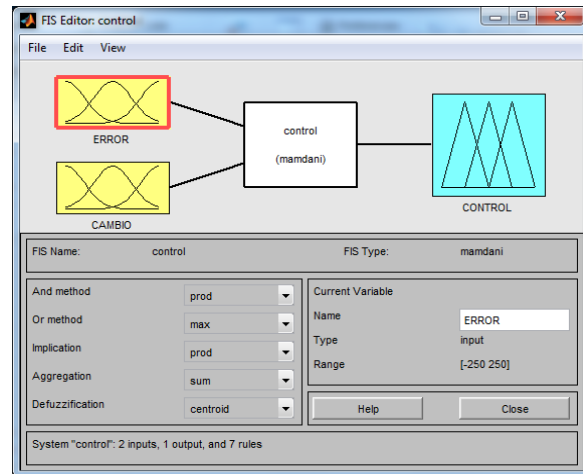 FIS Editor: control
File Edit View
ERROR
CAMBIO
control
(mamdani)
CONTROL
FIS Name: control FIS Type: mamdani
And method prod
Or method max
Implication prod
Aggregation sum
Defuzzification centroid
Current Variable
Name ERROR
Type input
Range [-250 250]
Help Close
System "control": 2 inputs, 1 output, and 7 rules